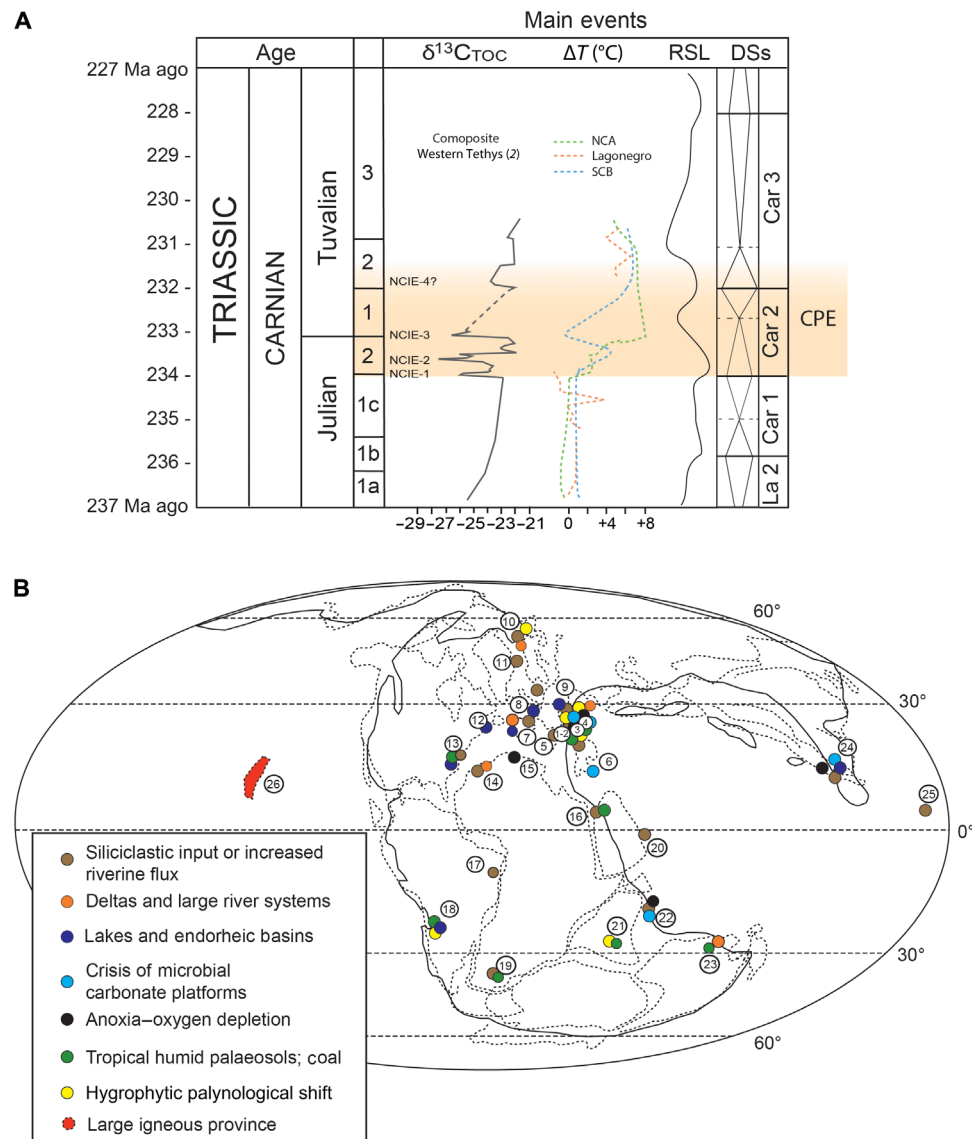 A
Main events
Age
δ13CTOC
ΔT (°C)
RSL
DSs
227 Ma ago
228
229
230
231
232
233
234
235
236
237 Ma ago
TRIASSIC
CARNIAN
Tuvalian
Julian
3
2
1
2
1c
1b
1a
Comoposite
Western Tethys (2)
NCA
Lagonegro
SCB
NCIE-4?
NCIE-3
NCIE-2
NCIE-1
Car 3
Car 2
Car 1
La 2
CPE
–29 –27 –25 –23 –21
0 +4 +8
B
60°
30°
0°
30°
60°
10
11
9
8
12
7
5
1-2
3
4
13
14
15
6
24
25
26
16
20
17
18
19
21
22
23
Siliciclastic input or increased
riverine flux
Deltas and large river systems
Lakes and endorheic basins
Crisis of microbial
carbonate platforms
Anoxia–oxygen depletion
Tropical humid palaeosols; coal
Hygrophytic palynological shift
Large igneous province